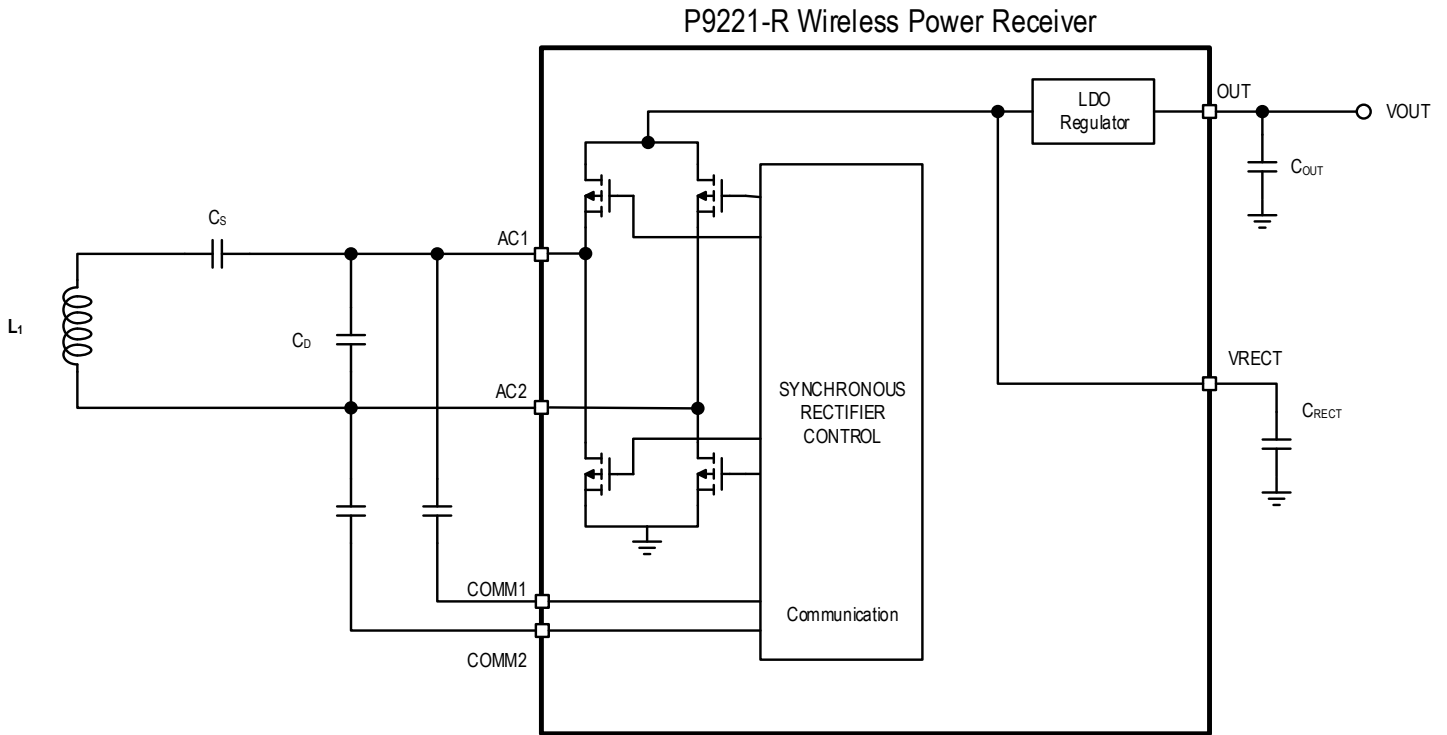 P9221-R Wireless Power Receiver
LDO
Regulator
OUT
VOUT
COUT
CS
AC1
L1
CD
AC2
SYNCHRONOUS
RECTIFIER
CONTROL
VRECT
CRECT
COMM1
Communication
COMM2